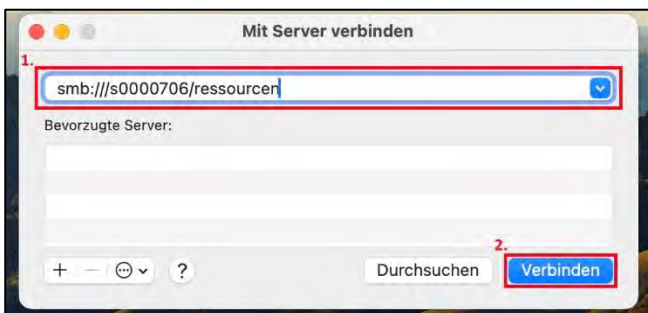 Mit Server verbinden
1.
smb:///s0000706/ressourcen
Bevorzugte Server:
2.
+ − ? Durchsuchen Verbinden